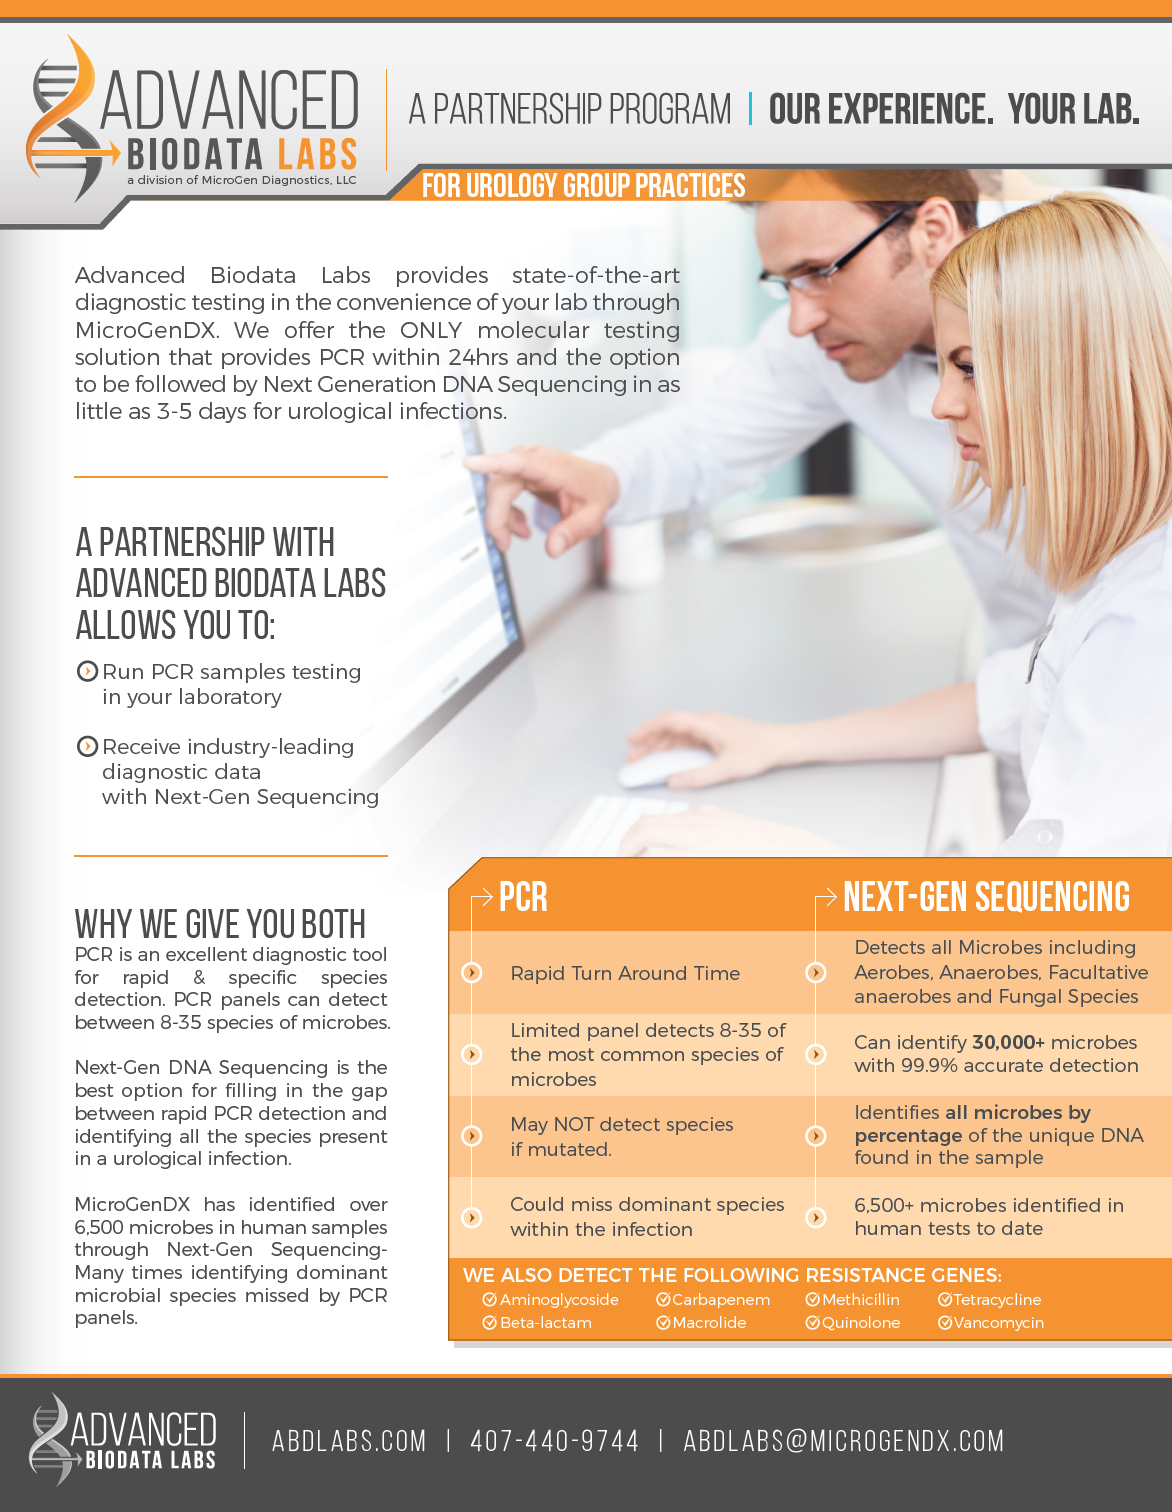 ADVANCED
BIODATA LABS
a division of MicroGen Diagnostics, LLC
A PARTNERSHIP PROGRAM | OUR EXPERIENCE. YOUR LAB.
FOR UROLOGY GROUP PRACTICES
Advanced Biodata Labs provides state-of-the-art
diagnostic testing in the convenience of your lab through
MicroGenDX. We offer the ONLY molecular testing
solution that provides PCR within 24hrs and the option
to be followed by Next Generation DNA Sequencing in as
little as 3-5 days for urological infections.
A PARTNERSHIP WITH
ADVANCED BIODATA LABS
ALLOWS YOU TO:
Run PCR samples testing
in your laboratory
Receive industry-leading
diagnostic data
with Next-Gen Sequencing
WHY WE GIVE YOU BOTH
PCR is an excellent diagnostic tool
for rapid & specific species
detection. PCR panels can detect
between 8-35 species of microbes.
Next-Gen DNA Sequencing is the
best option for filling in the gap
between rapid PCR detection and
identifying all the species present
in a urological infection.
MicroGenDX has identified over
6,500 microbes in human samples
through Next-Gen Sequencing-
Many times identifying dominant
microbial species missed by PCR
panels.
PCR
Rapid Turn Around Time
Limited panel detects 8-35 of
the most common species of
microbes
May NOT detect species
if mutated.
Could miss dominant species
within the infection
NEXT-GEN SEQUENCING
Detects all Microbes including
Aerobes, Anaerobes, Facultative
anaerobes and Fungal Species
Can identify 30,000+ microbes
with 99.9% accurate detection
Identifies all microbes by
percentage of the unique DNA
found in the sample
6,500+ microbes identified in
human tests to date
WE ALSO DETECT THE FOLLOWING RESISTANCE GENES:
Aminoglycoside Carbapenem Methicillin Tetracycline
Beta-lactam Macrolide Quinolone Vancomycin
ADVANCED
BIODATA LABS
ABDLABS.COM | 407-440-9744 | ABDLABS@MICROGENDX.COM